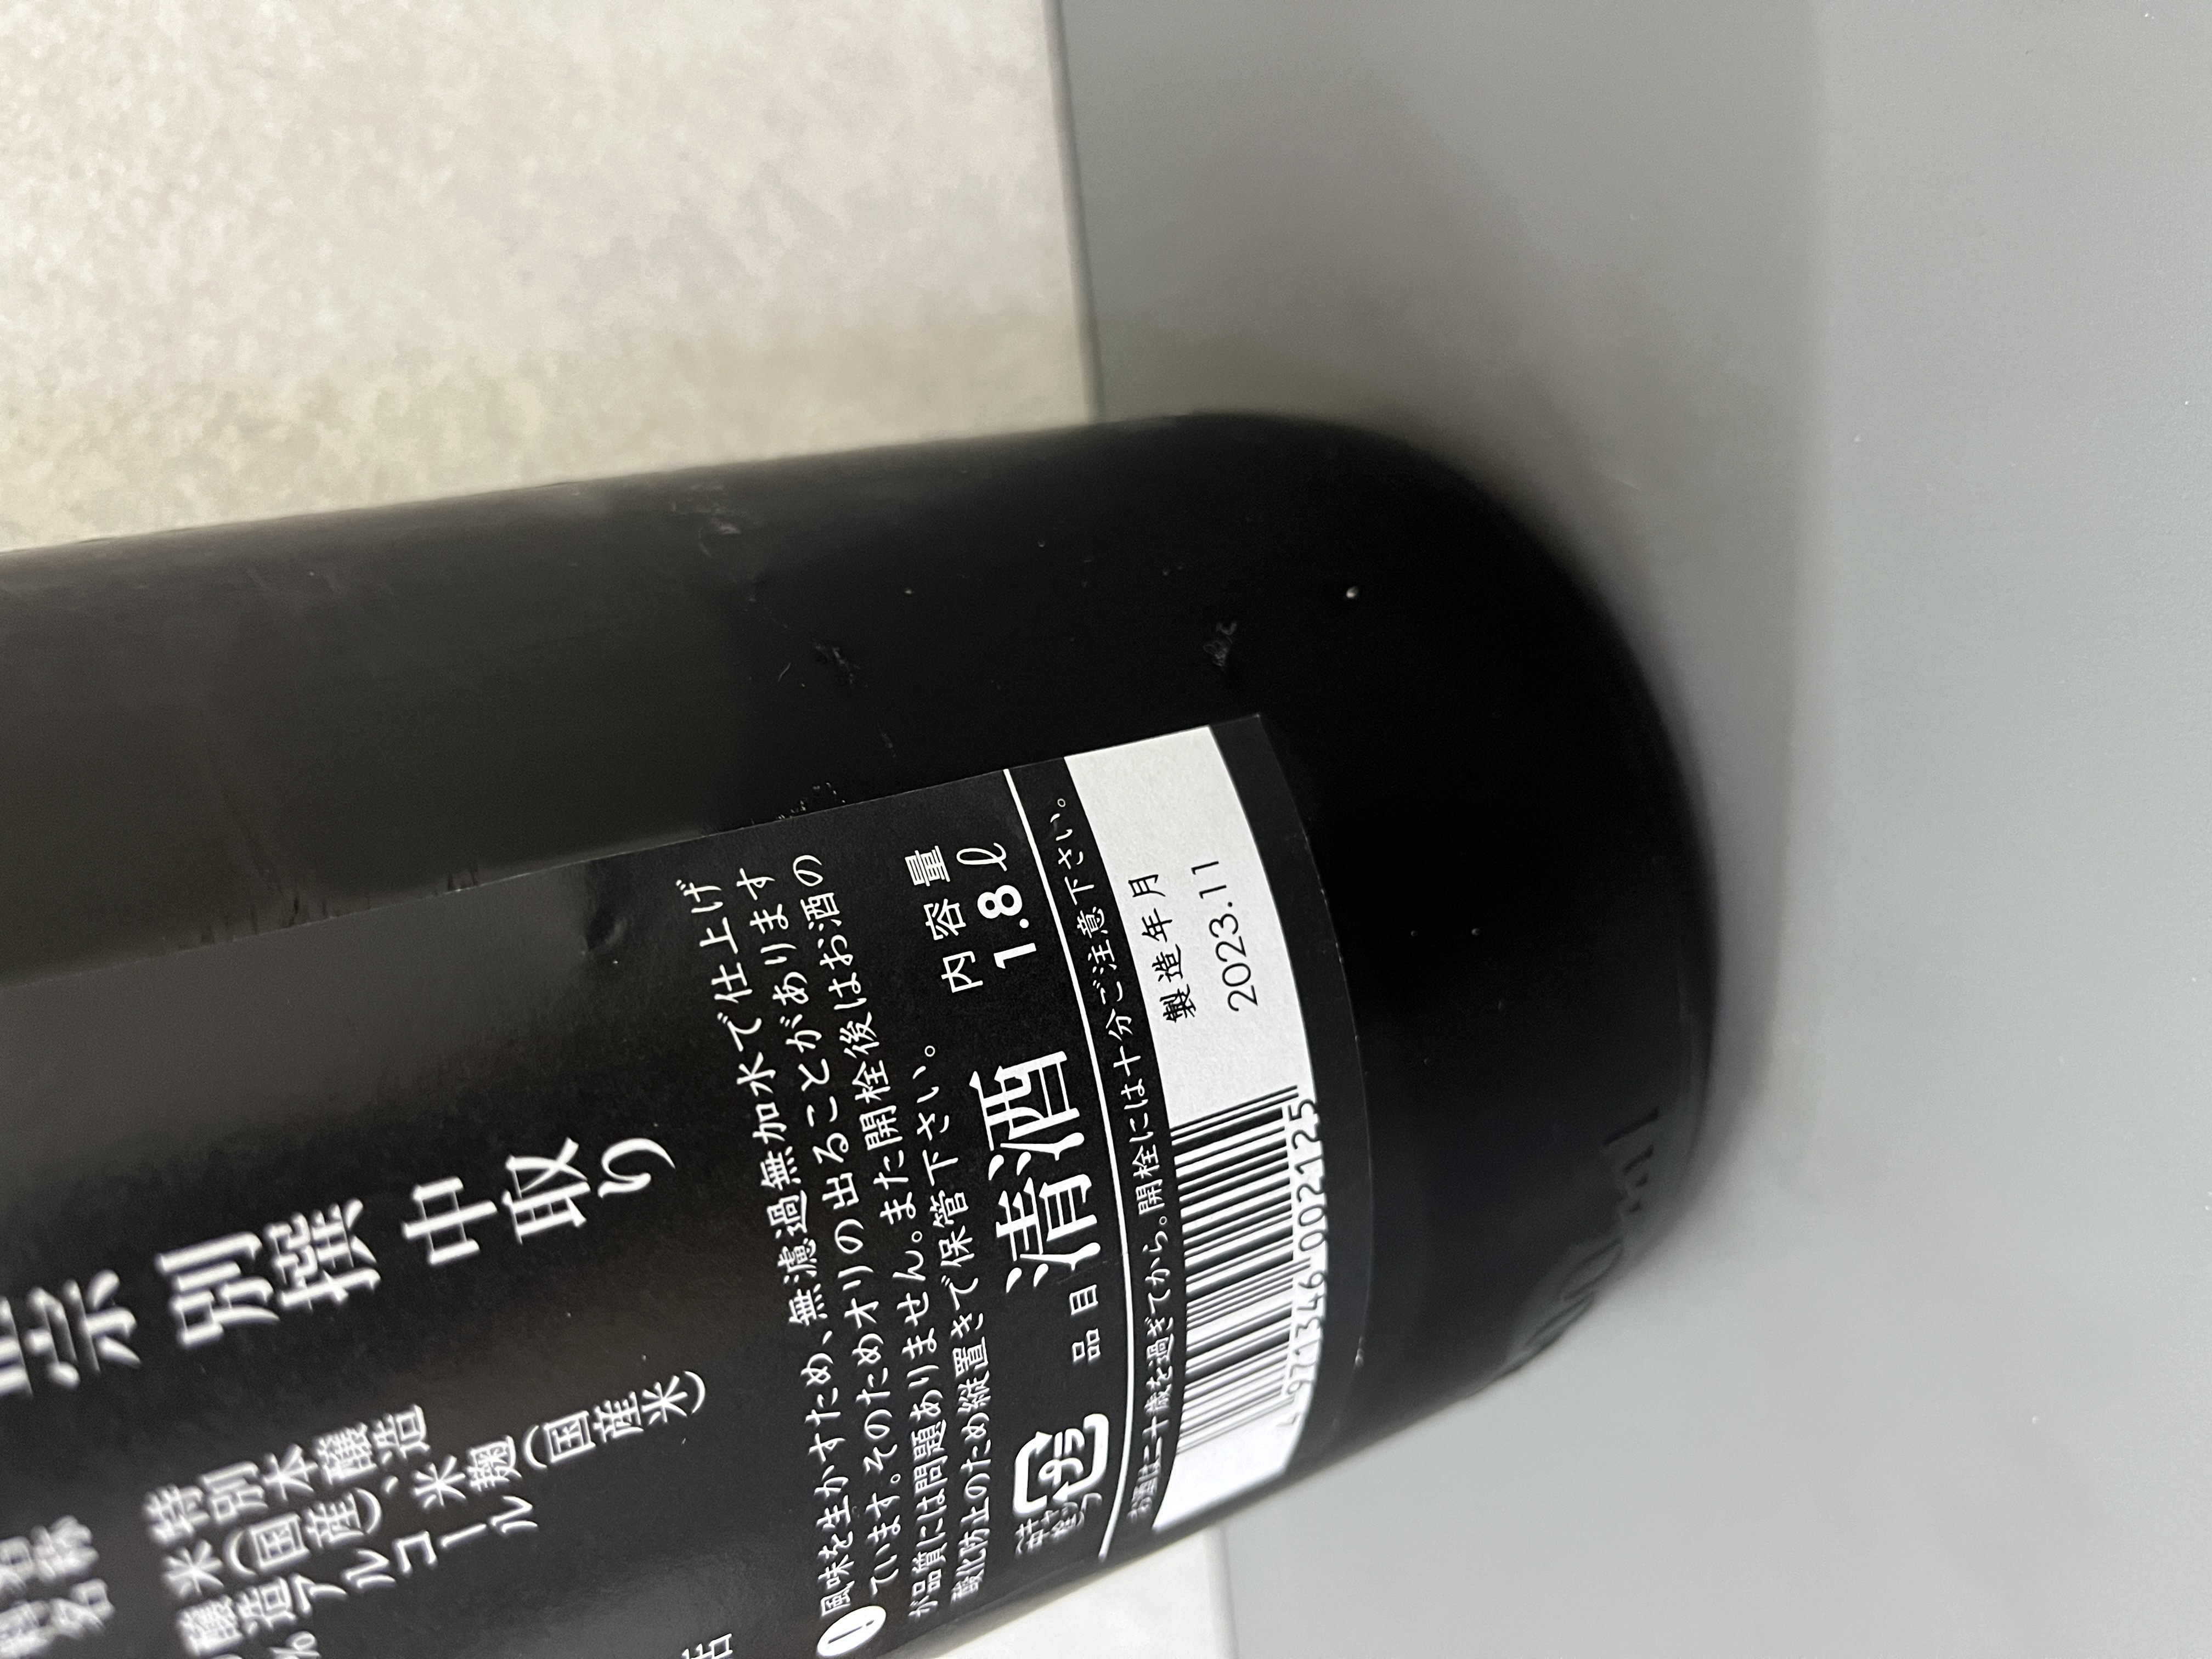 正宗
別撰
中取り
特別本醸造
米(国産)、米麹(国産米)
醸造アルコール
風味を生かすため、無濾過無加水で仕上げ
ています。そのためオリの出ることがあります
が品質には問題ありません。また開栓後はお酒の
酸化防止のため縦置きで保管下さい。
内容量
1.8ℓ
品目 清酒
お酒は二十歳を過ぎてから。開栓には十分ご注意下さい。
製造年月
2023.11
4 971346 002125